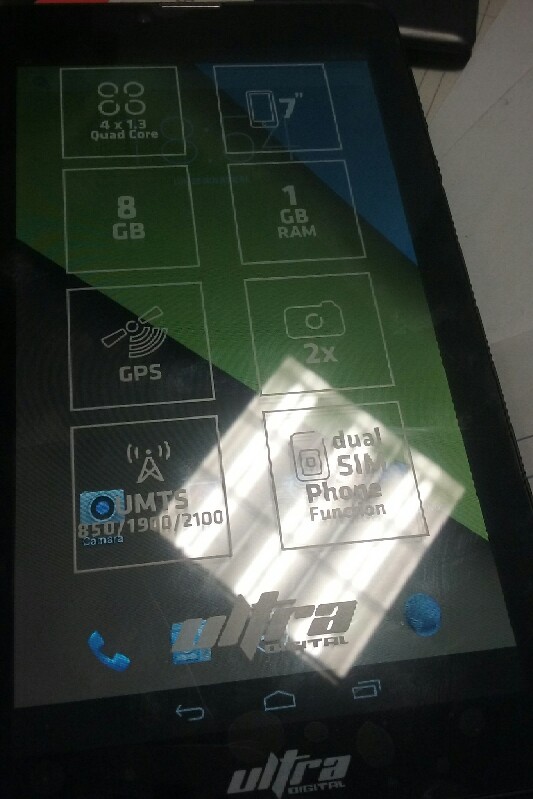 4 x 1.3
Quad Core
7"
8
GB
1
GB
RAM
GPS
2x
UMTS
850/1900/2100
Cámara
dual
SIM
Phone
Function
ultra
DIGITAL
ultra
DIGITAL